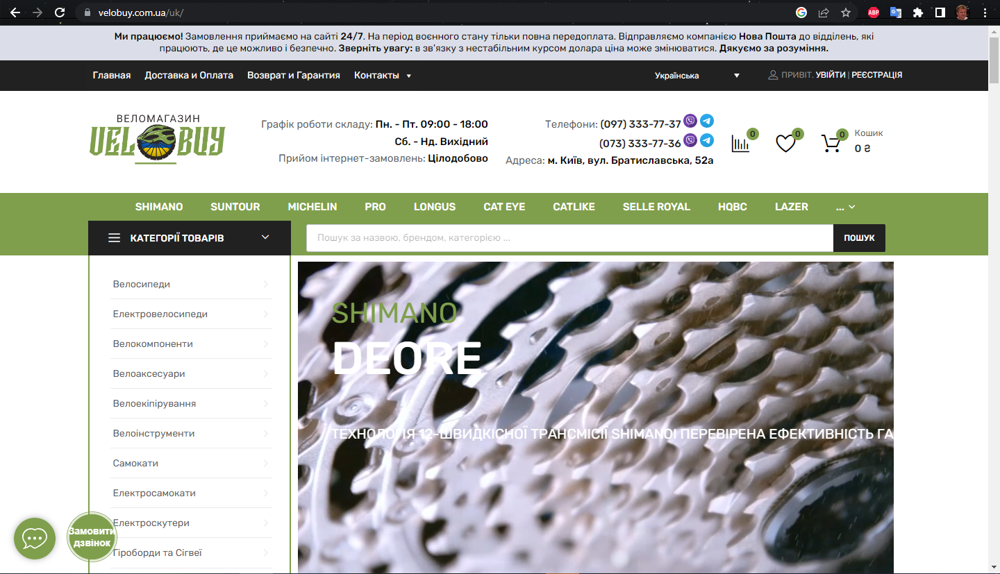 velobuy.com.ua/uk/
ABP
Ми працюємо! Замовлення приймаємо на сайті 24/7. На період воєнного стану тільки повна передоплата. Відправляємо компанією Нова Пошта до відділень, які
працюють, де це можливо і безпечно. Зверніть увагу: в зв'язку з нестабільним курсом долара ціна може змінюватися. Дякуємо за розуміння.
Главная Доставка и Оплата Возврат и Гарантия Контакты Українська ПРИВІТ. УВІЙТИ | РЕЄСТРАЦІЯ
ВЕЛОМАГАЗИН
VELOBUY
Графік роботи складу: Пн. - Пт. 09:00 - 18:00
Сб. - Нд. Вихідний
Прийом інтернет-замовлень: Цілодобово
Телефони: (097) 333-77-37
(073) 333-77-36
Адреса: м. Київ, вул. Братиславська, 52а
0 0 0 Кошик
0 ₴
SHIMANO SUNTOUR MICHELIN PRO LONGUS CAT EYE CATLIKE SELLE ROYAL HQBC LAZER ...
КАТЕГОРІЇ ТОВАРІВ Пошук за назвою, брендом, категорією ... ПОШУК
Велосипеди
Електровелосипеди
Велокомпоненти
Велоаксесуари
Велоекіпірування
Велоінструменти
Самокати
Електросамокати
Електроскутери
Гіроборди та Сігвеї
Замовити
дзвінок
SHIMANO
DEORE
ТЕХНОЛОГІЯ 12-ШВИДКІСНОЇ ТРАНСМІСІЇ SHIMANOІ ПЕРЕВІРЕНА ЕФЕКТИВНІСТЬ ГА